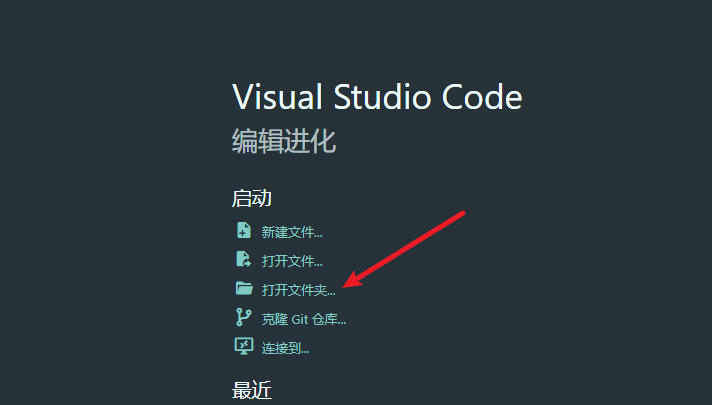 Visual Studio Code
编辑进化
启动
新建文件...
打开文件...
打开文件夹...
克隆 Git 仓库...
连接到...
最近